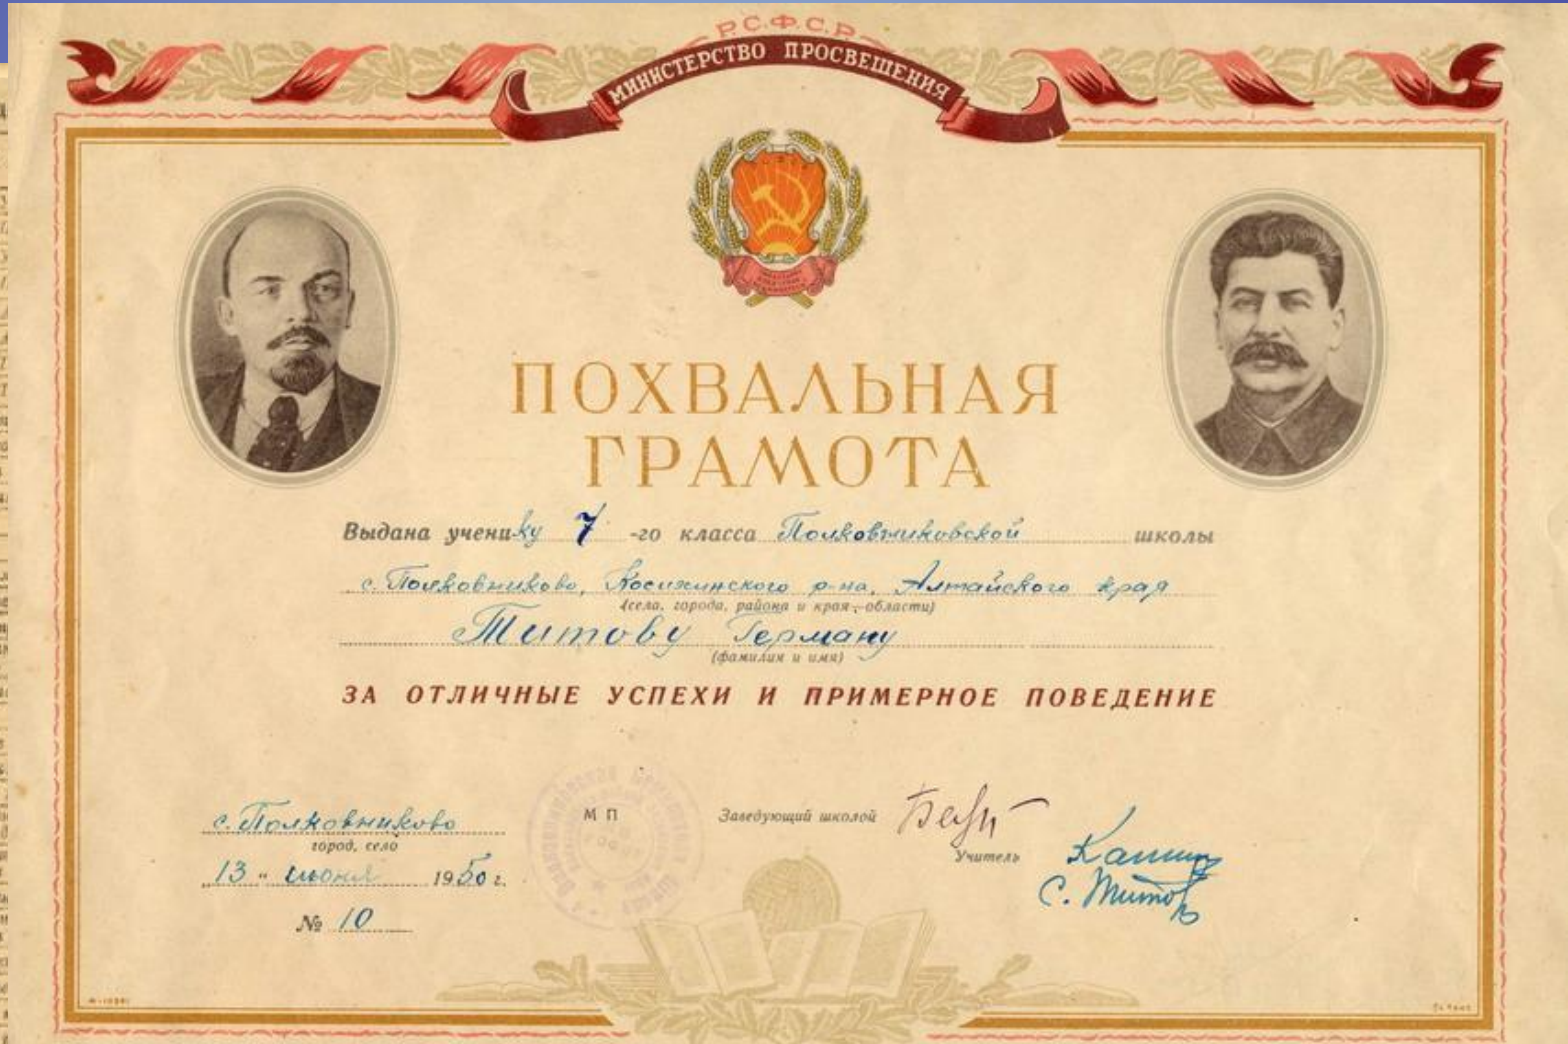 Р.С.Ф.С.Р.
МИНИСТЕРСТВО ПРОСВЕЩЕНИЯ
ПОХВАЛЬНАЯ
ГРАМОТА
Выдана ученику 7-го класса Полковниковской школы
с. Полковниково, Косихинского р-на, Алтайского края
(села, города, района и края-области)
Титову Герману
(фамилия и имя)
ЗА ОТЛИЧНЫЕ УСПЕХИ И ПРИМЕРНОЕ ПОВЕДЕНИЕ
с. Полковниково МП Заведующий школой
город, село Учитель
„13" июня 1950 г. С. Титов
№ 10